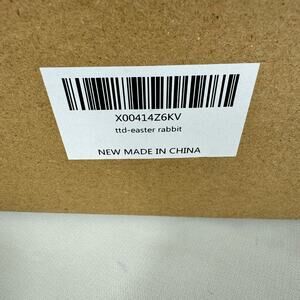 X00414Z6KV
ttd-easter rabbit
NEW MADE IN CHINA